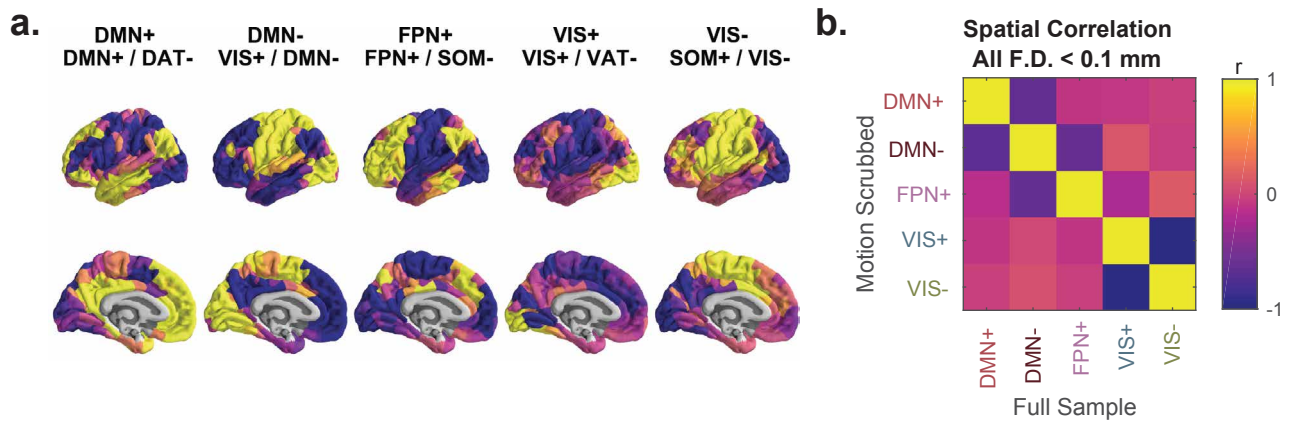 a.
DMN+ DMN- FPN+ VIS+ VIS-
DMN+ / DAT- VIS+ / DMN- FPN+ / SOM- VIS+ / VAT- SOM+ / VIS-
b.
Spatial Correlation
All F.D. < 0.1 mm
r
1
0
-1
Motion Scrubbed
DMN+
DMN-
FPN+
VIS+
VIS-
DMN+ DMN- FPN+ VIS+ VIS-
Full Sample